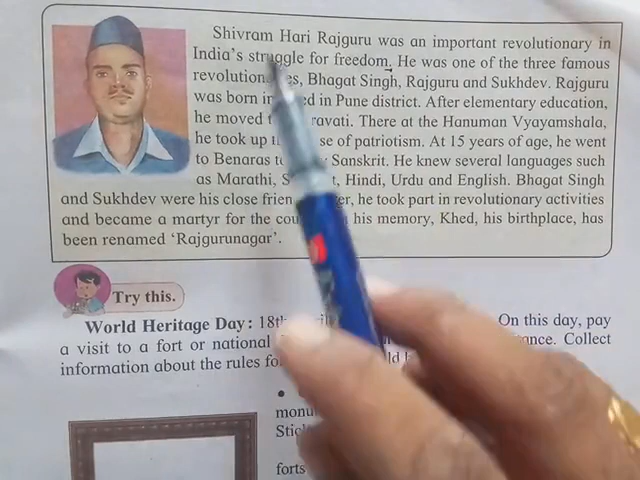 Shivram Hari Rajguru was an important revolutionary in
India's struggle for freedom. He was one of the three famous
revolution es, Bhagat Singh, Rajguru and Sukhdev. Rajguru
was born in ed in Pune district. After elementary education,
he moved ravati. There at the Hanuman Vyayamshala,
he took up se of patriotism. At 15 years of age, he went
to Benaras to Sanskrit. He knew several languages such
as Marathi, S t, Hindi, Urdu and English. Bhagat Singh
and Sukhdev were his close frien er, he took part in revolutionary activities
and became a martyr for the cou his memory, Khed, his birthplace, has
been renamed 'Rajgurunagar'.
Try this.
World Heritage Day : 18th On this day, pay
a visit to a fort or national ance. Collect
information about the rules fo
monu
Stic
forts